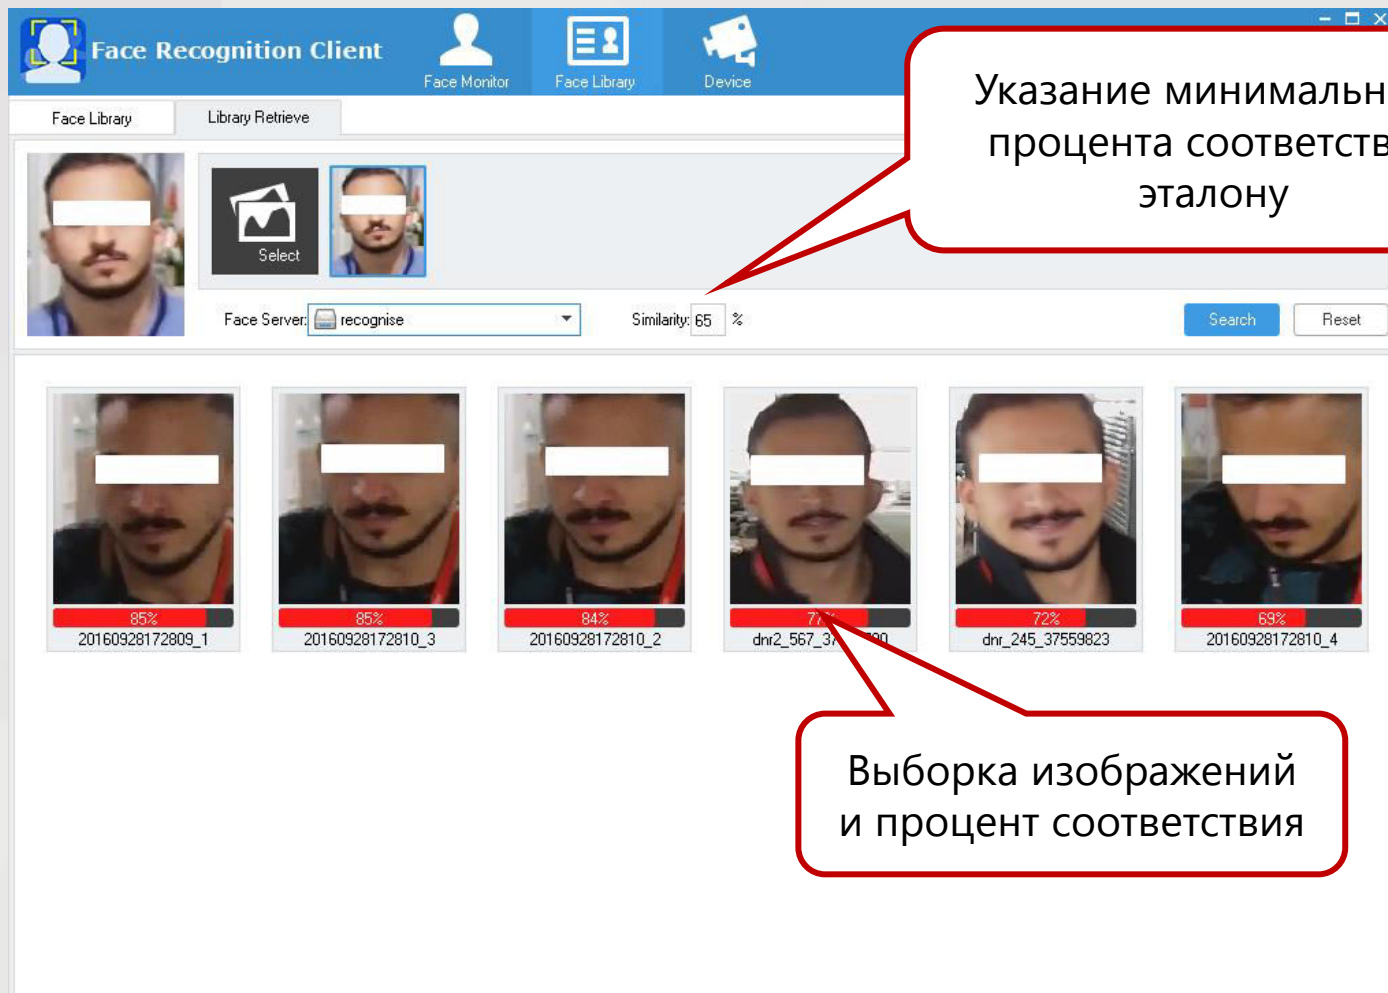 Face Recognition Client
Face Monitor
Face Library
Device
Указание минимальн
процента соответств
эталону
Face Library
Library Retrieve
Select
Face Server: recognise
Similarity: 65 %
Search
Reset
85%
85%
84%
72%
69%
20160928172809_1
20160928172810_3
20160928172810_2
dnr_245_37559823
20160928172810_4
Выборка изображений
и процент соответствия